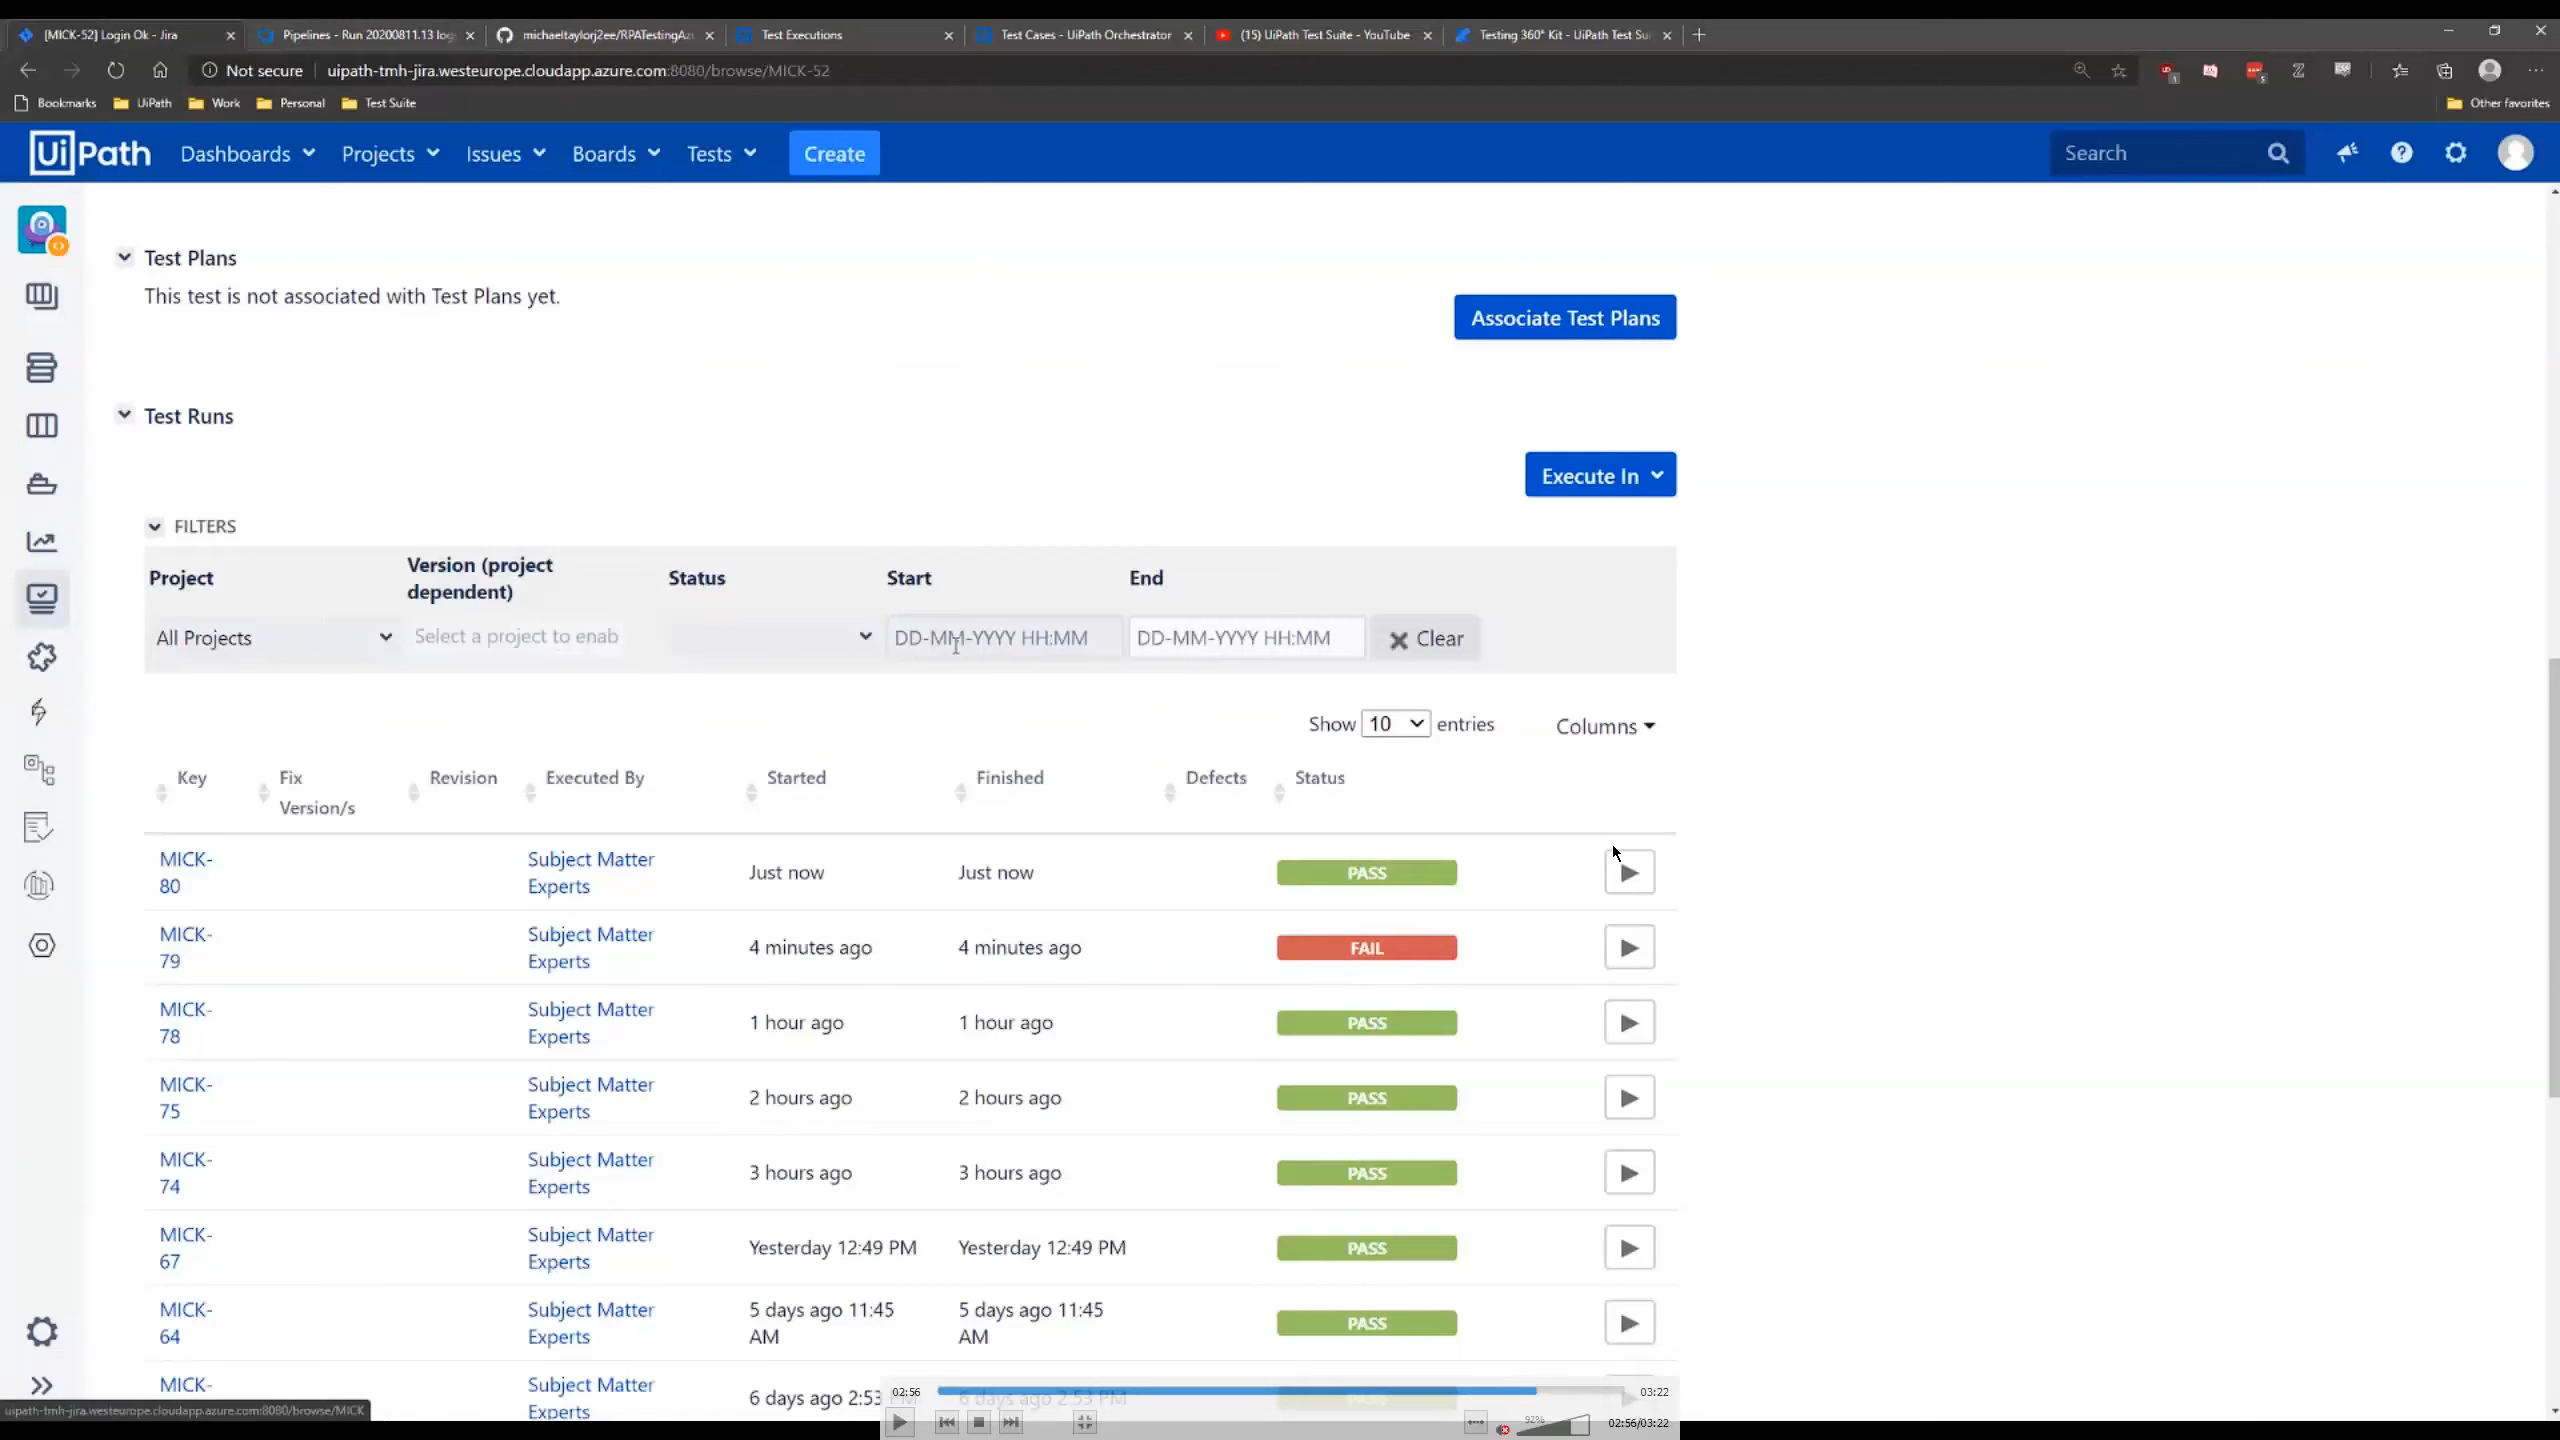 [MICK-52] Login Ok - Jira
Pipelines - Run 20200811.13 log
michaeltaylorj2ee/RPATestingAz
Test Executions
Test Cases - UiPath Orchestrator
(15) UiPath Test Suite - YouTube
Testing 360° Kit - UiPath Test Su
Not secure
uipath-tmh-jira.westeurope.cloudapp.azure.com:8080/browse/MICK-52
Bookmarks
UiPath
Work
Personal
Test Suite
Other favorites
UiPath
Dashboards
Projects
Issues
Boards
Tests
Create
Search
Test Plans
This test is not associated with Test Plans yet.
Associate Test Plans
Test Runs
Execute In
FILTERS
Project
Version (project
dependent)
Status
Start
End
All Projects
Select a project to enab
DD-MM-YYYY HH:MM
DD-MM-YYYY HH:MM
Clear
Show 10 entries
Columns
Key
Fix
Version/s
Revision
Executed By
Started
Finished
Defects
Status
MICK-
80
Subject Matter
Experts
Just now
Just now
PASS
MICK-
79
Subject Matter
Experts
4 minutes ago
4 minutes ago
FAIL
MICK-
78
Subject Matter
Experts
1 hour ago
1 hour ago
PASS
MICK-
75
Subject Matter
Experts
2 hours ago
2 hours ago
PASS
MICK-
74
Subject Matter
Experts
3 hours ago
3 hours ago
PASS
MICK-
67
Subject Matter
Experts
Yesterday 12:49 PM
Yesterday 12:49 PM
PASS
MICK-
64
Subject Matter
Experts
5 days ago 11:45
AM
5 days ago 11:45
AM
PASS
MICK-
Subject Matter
Experts
6 days ago 2:53
6 days ago 2:53 PM
uipath-tmh-jira.westeurope.cloudapp.azure.com:8080/browse/MICK
02:56
03:22
92%
02:56/03:22